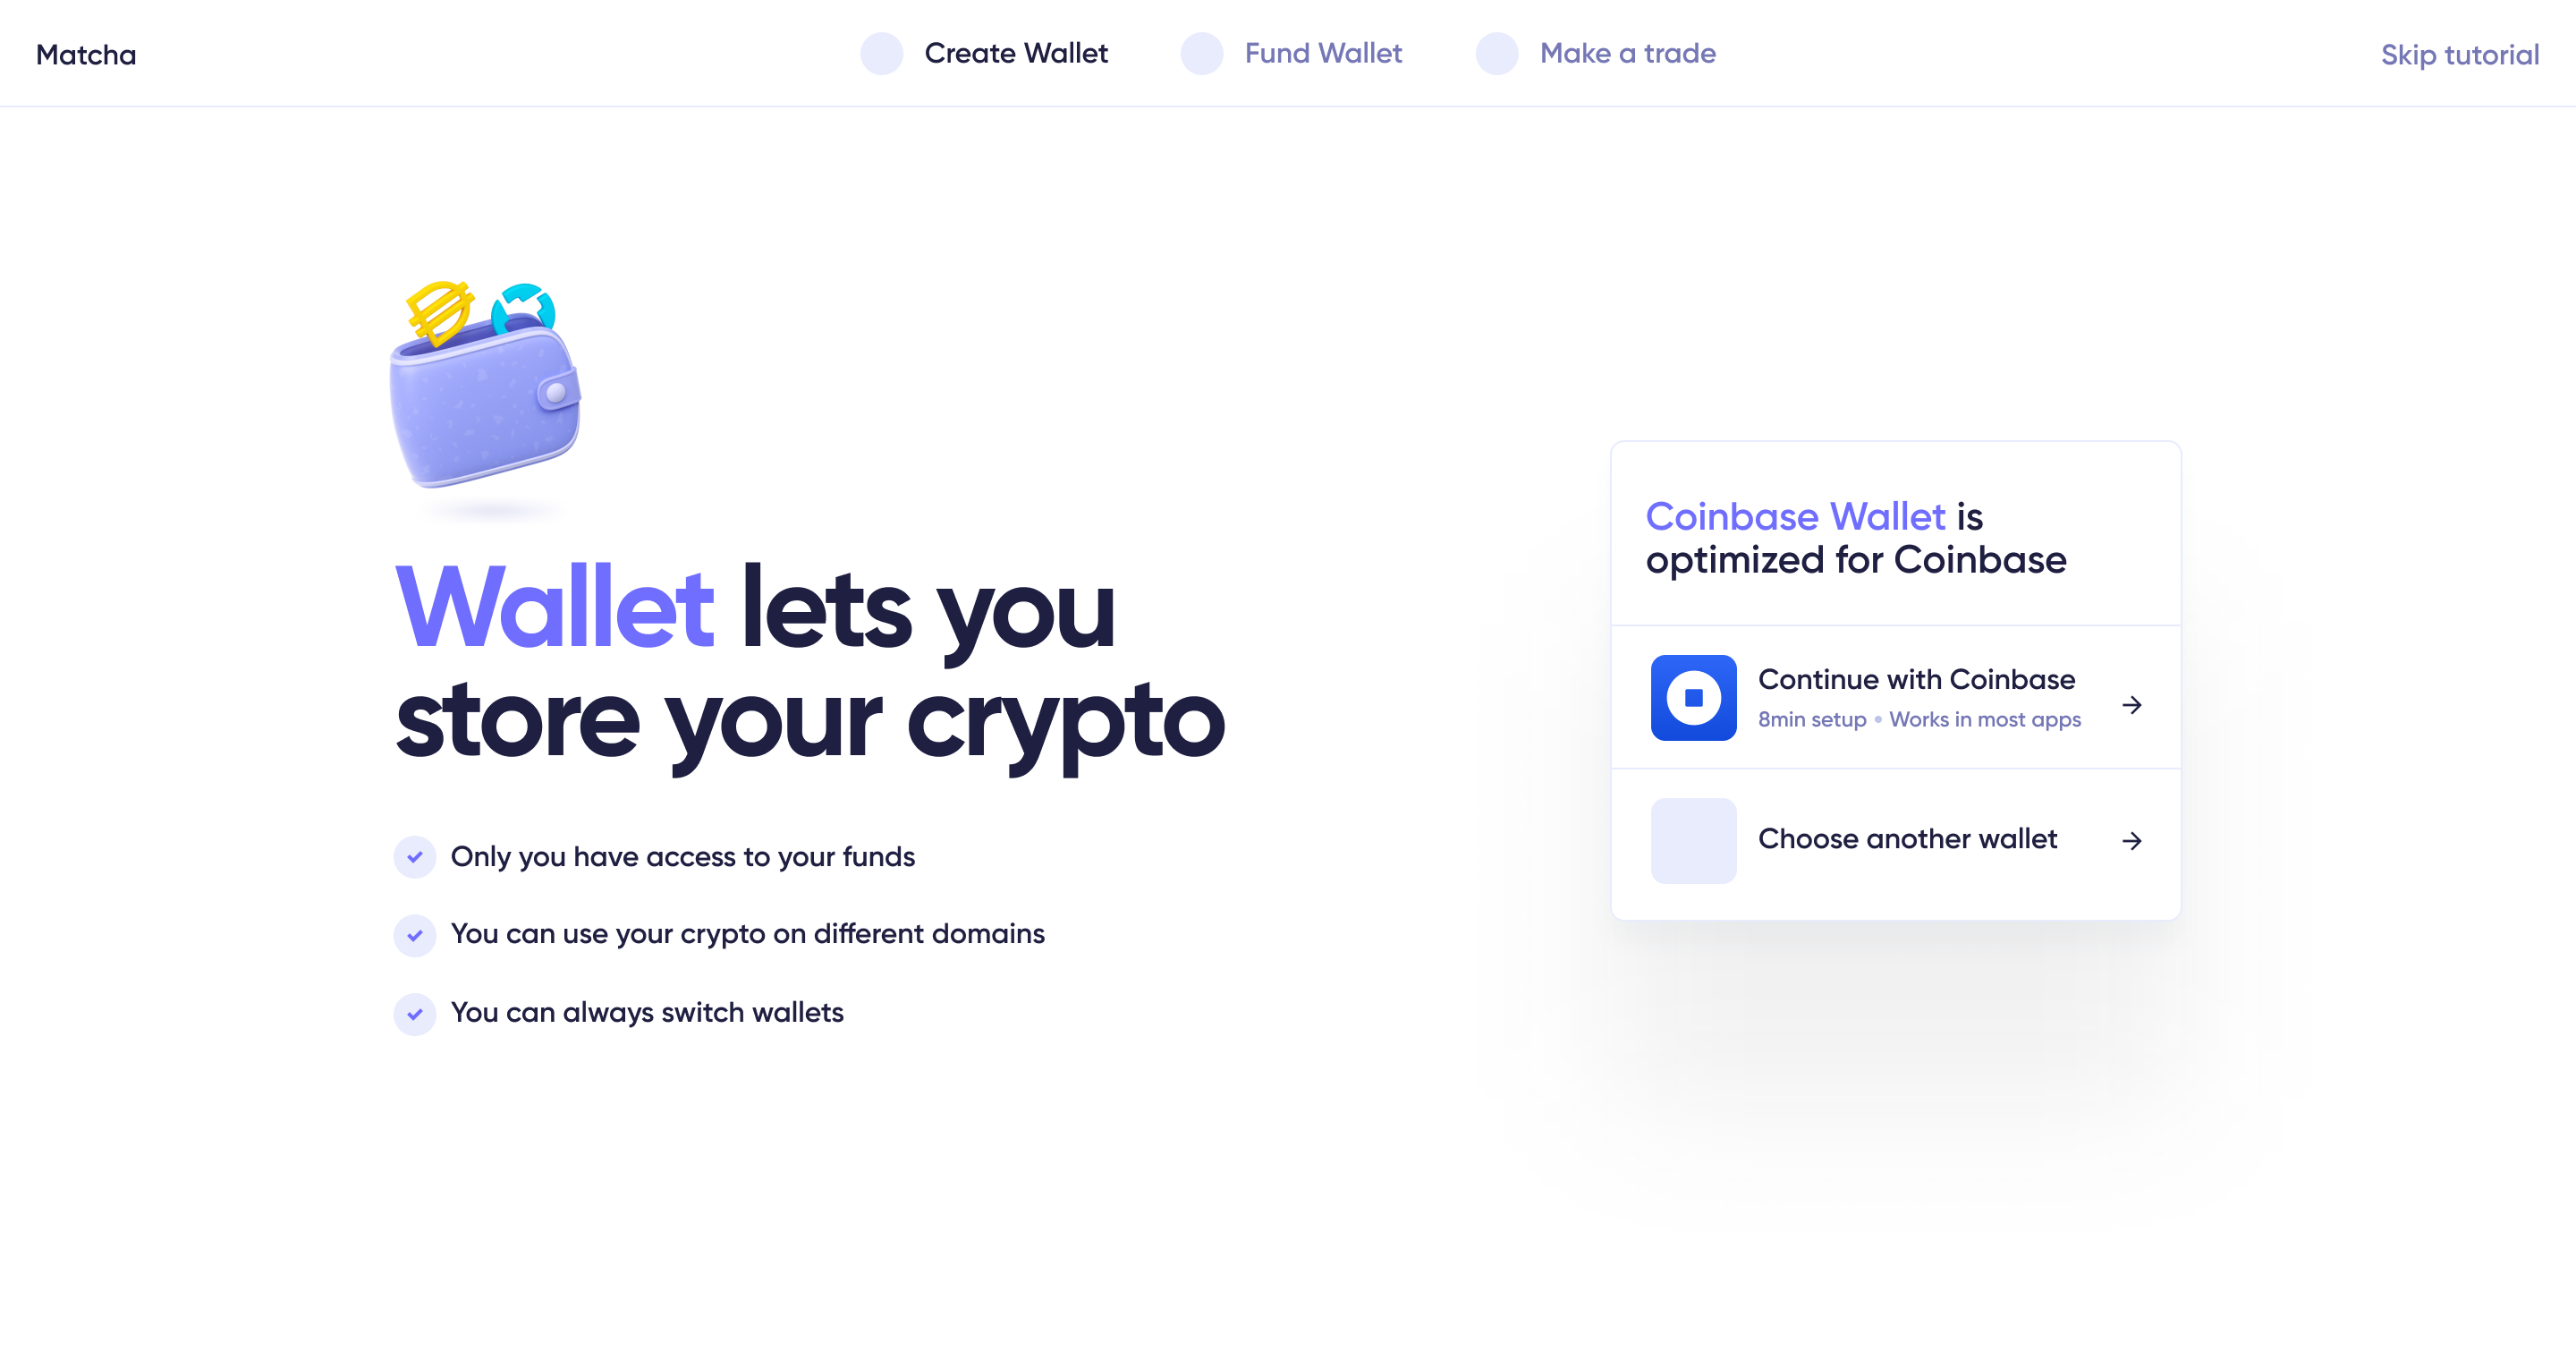 Matcha
Create Wallet
Fund Wallet
Make a trade
Skip tutorial
Wallet lets you
store your crypto
Only you have access to your funds
You can use your crypto on different domains
You can always switch wallets
Coinbase Wallet is
optimized for Coinbase
Continue with Coinbase
8min setup • Works in most apps
Choose another wallet